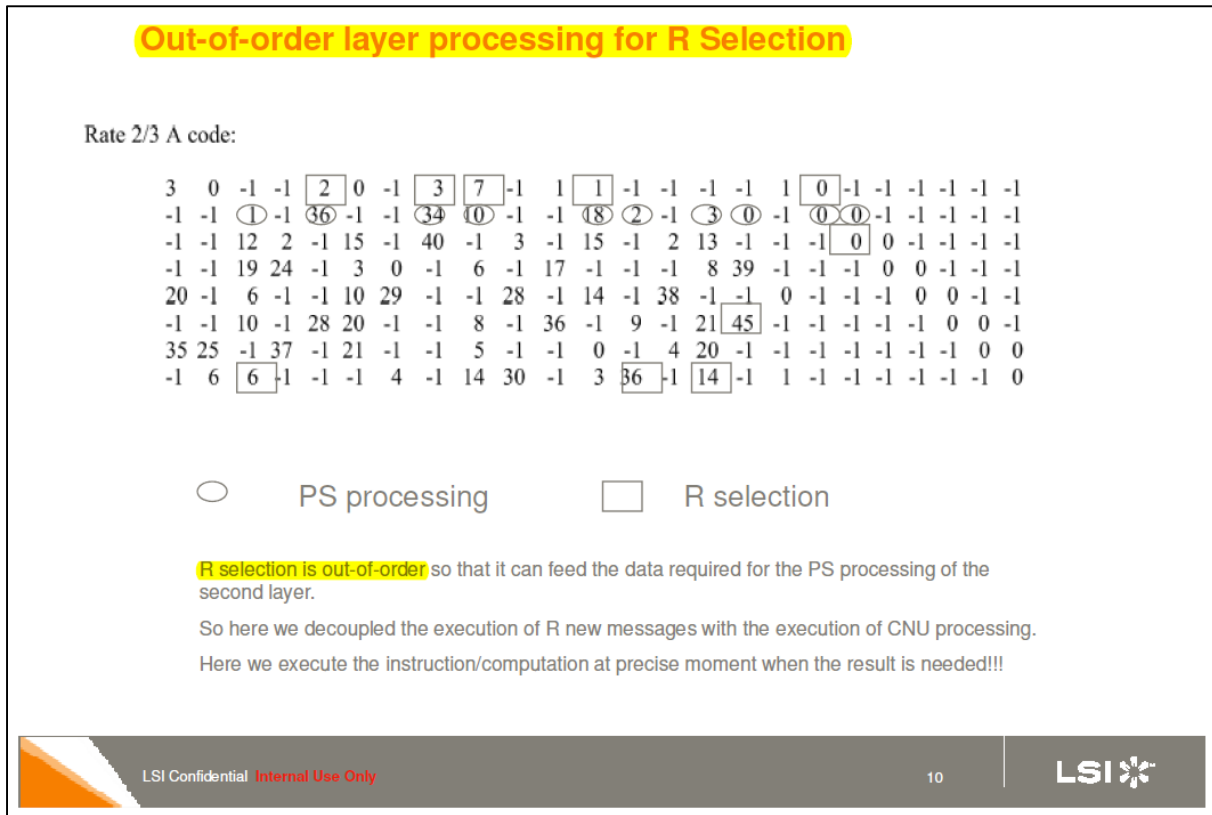 Out-of-order layer processing for R Selection
Rate 2/3 A code:
3 0 -1 -1 2 0 -1 3 7 -1 1 1 -1 -1 -1 -1 1 0 -1 -1 -1 -1 -1 -1
-1 -1 1 -1 36 -1 -1 34 10 -1 -1 18 2 -1 3 0 -1 0 0 -1 -1 -1 -1 -1
-1 -1 12 2 -1 15 -1 40 -1 3 -1 15 -1 2 13 -1 -1 -1 0 0 -1 -1 -1 -1
-1 -1 19 24 -1 3 0 -1 6 -1 17 -1 -1 -1 8 39 -1 -1 -1 0 0 -1 -1 -1
20 -1 6 -1 -1 10 29 -1 -1 28 -1 14 -1 38 -1 -1 0 -1 -1 -1 0 0 -1 -1
-1 -1 10 -1 28 20 -1 -1 8 -1 36 -1 9 -1 21 45 -1 -1 -1 -1 -1 0 0 -1
35 25 -1 37 -1 21 -1 -1 5 -1 -1 0 -1 4 20 -1 -1 -1 -1 -1 -1 -1 0 0
-1 6 6 -1 -1 -1 4 -1 14 30 -1 3 36 -1 14 -1 1 -1 -1 -1 -1 -1 -1 0
PS processing R selection
R selection is out-of-order so that it can feed the data required for the PS processing of the
second layer.
So here we decoupled the execution of R new messages with the execution of CNU processing.
Here we execute the instruction/computation at precise moment when the result is needed!!!
LSI Confidential Internal Use Only 10 LSI